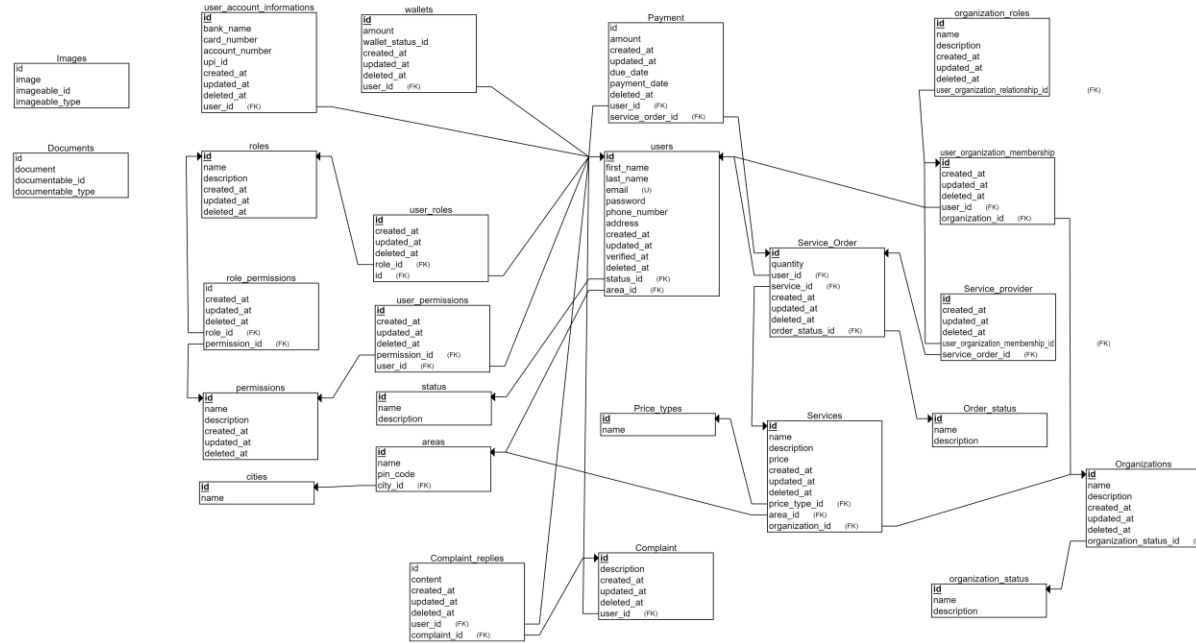 user_account_informations
id
bank_name
card_number
account_number
upi_id
created_at
updated_at
deleted_at
user_id (FK)
wallets
id
amount
wallet_status_id
created_at
updated_at
deleted_at
user_id (FK)
Payment
id
amount
created_at
updated_at
due_date
payment_date
deleted_at
user_id (FK)
service_order_id (FK)
organization_roles
id
name
description
created_at
updated_at
deleted_at
user_organization_relationship_id (FK)
Images
id
image
imageable_id
imageable_type
Documents
id
document
documentable_id
documentable_type
roles
id
name
description
created_at
updated_at
deleted_at
users
id
first_name
last_name
email (U)
password
phone_number
address
created_at
updated_at
verified_at
deleted_at
status_id (FK)
area_id (FK)
user_organization_membership
id
created_at
updated_at
deleted_at
user_id (FK)
organization_id (FK)
user_roles
id
created_at
updated_at
deleted_at
role_id (FK)
id (FK)
Service_Order
id
quantity
user_id (FK)
service_id (FK)
created_at
updated_at
deleted_at
order_status_id (FK)
role_permissions
id
created_at
updated_at
deleted_at
role_id (FK)
permission_id (FK)
user_permissions
id
created_at
updated_at
deleted_at
permission_id (FK)
user_id (FK)
Service_provider
id
created_at
updated_at
deleted_at
user_organization_membership_id (FK)
service_order_id (FK)
permissions
id
name
description
created_at
updated_at
deleted_at
status
id
name
description
Price_types
id
name
Services
id
name
description
price
created_at
updated_at
deleted_at
price_type_id (FK)
area_id (FK)
organization_id (FK)
Order_status
id
name
description
areas
id
name
pin_code
city_id (FK)
cities
id
name
Organizations
id
name
description
created_at
updated_at
deleted_at
organization_status_id
Complaint_replies
id
content
created_at
updated_at
deleted_at
user_id (FK)
complaint_id (FK)
Complaint
id
description
created_at
updated_at
deleted_at
user_id (FK)
organization_status
id
name
description